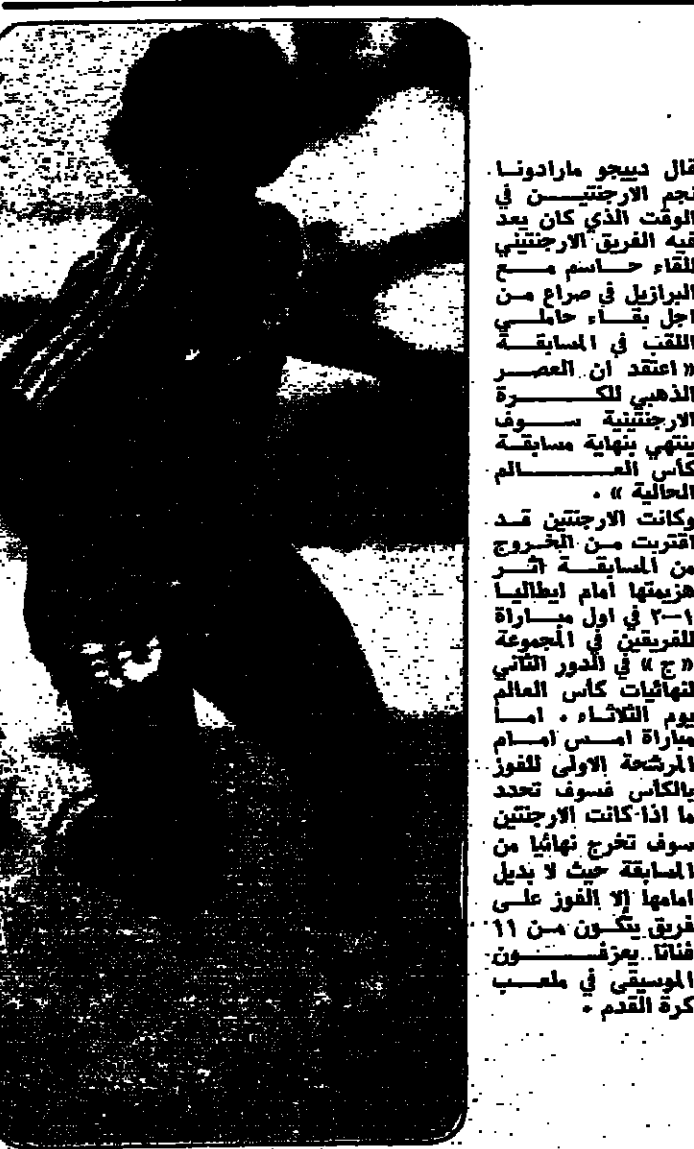 قال دييجو مارادونا
نجم الارجنتين في
الوقت الذي كان يعد
فيه الفريق الارجنتيني
للقاء حاسم مع
البرازيل في صراع من
اجل بقاء حاملي
اللقب في المسابقة
« اعتقد ان العصر
الذهبي للكرة
الارجنتينية سوف
ينتهي بنهاية مسابقة
كأس العالم
الحالية » .
وكانت الارجنتين قد
اقتربت من الخروج
من المسابقة اثر
هزيمتها امام ايطاليا
١—٢ في اول مباراة
للفريقين في المجموعة
« ج » في الدور الثاني
لنهائيات كأس العالم
يوم الثلاثاء . اما
مباراة امس امام
المرشحة الاولى للفوز
بالكأس فسوف تحدد
ما اذا كانت الارجنتين
سوف تخرج نهائيا من
المسابقة حيث لا بديل
امامها إلا الفوز على
فريق يتكون من ١١
فنانا..يعزفون
الموسيقى في ملعب
كرة القدم .